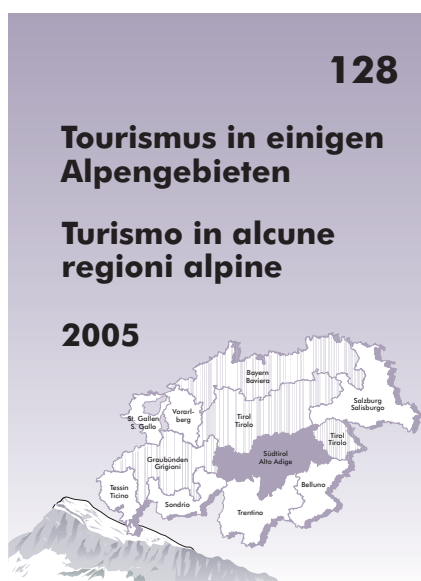 128
Tourismus in einigen
Alpengebieten
Turismo in alcune
regioni alpine
2005
Bayern
Baviera
Salzburg
Salisburgo
St. Gallen
S. Gallo
Vorarl-
berg
Tirol
Tirolo
Tirol
Tirolo
Graubünden
Grigioni
Südtirol
Alto Adige
Tessin
Ticino
Sondrio
Trentino
Belluno